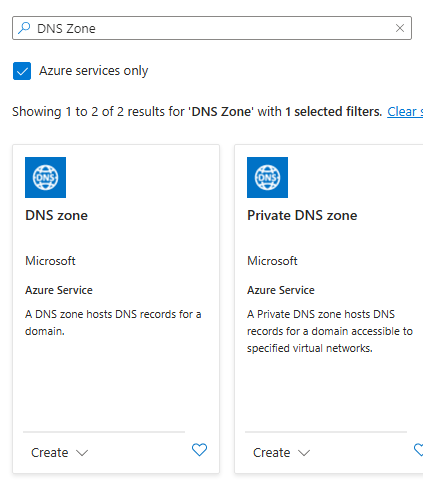 DNS Zone
Azure services only
Showing 1 to 2 of 2 results for 'DNS Zone' with 1 selected filters. Clear
DNS
DNS zone
Microsoft
Azure Service
A DNS zone hosts DNS records for a
domain.
Create
DNS
Private DNS zone
Microsoft
Azure Service
A Private DNS zone hosts DNS
records for a domain accessible to
specified virtual networks.
Create